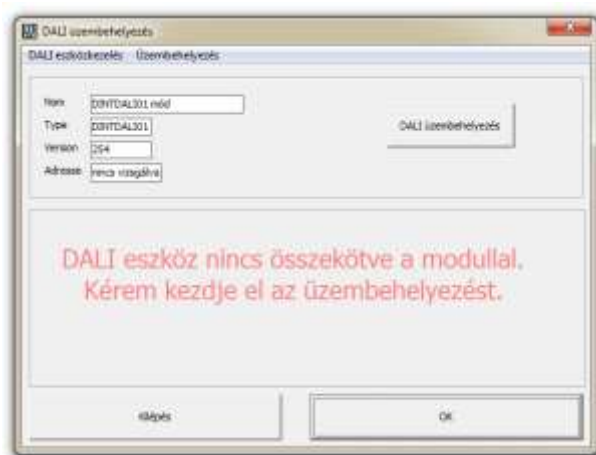 DALI üzembehelyezés
DALI eszközkezelés Üzembehelyezés
Nom DINTDALI01 mód
DALI üzembehelyezés
Type DINTDALI01
Version 254
Adresse nincs vizsgálva
DALI eszköz nincs összekötve a modullal.
Kérem kezdje el az üzembehelyezést.
Kilépés OK